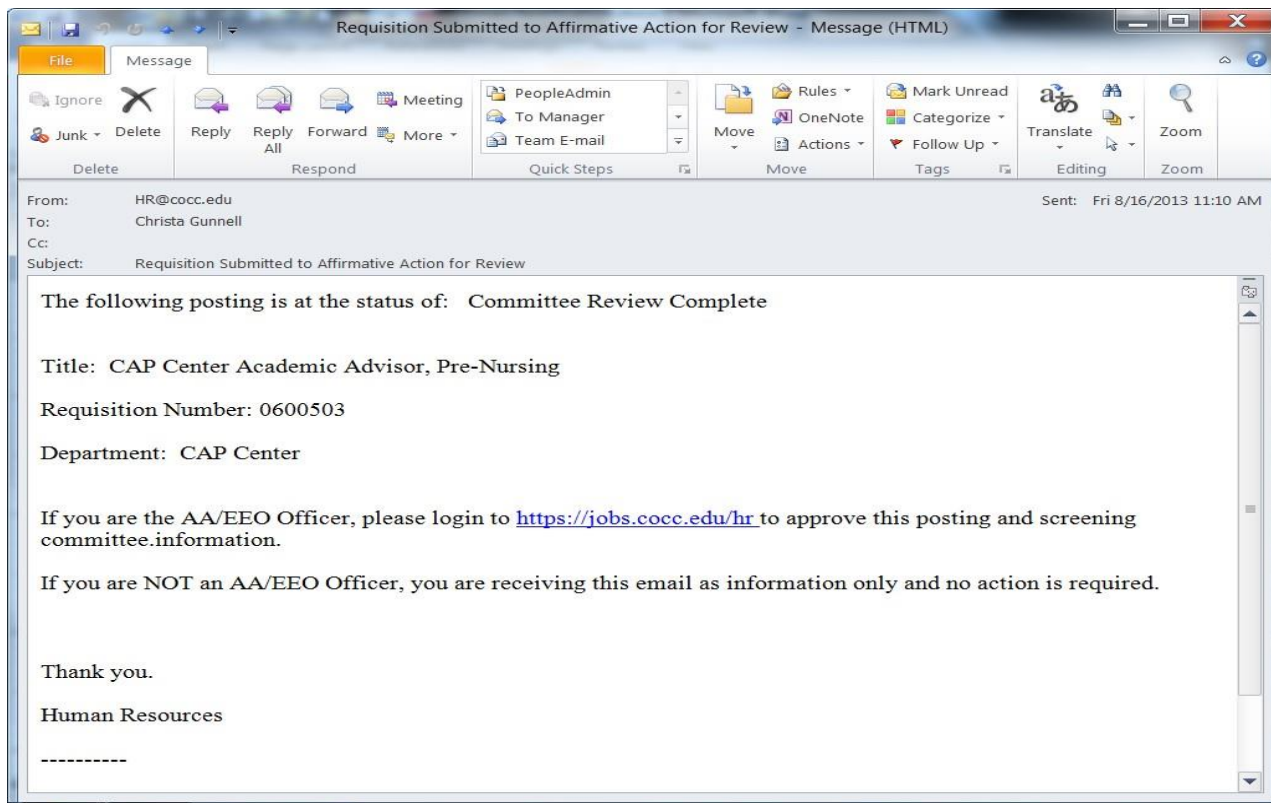 Requisition Submitted to Affirmative Action for Review - Message (HTML)
File Message
Ignore
Junk
Delete
Reply
Reply All
Forward
Meeting
More
PeopleAdmin
To Manager
Team E-mail
Move
Rules
OneNote
Actions
Mark Unread
Categorize
Follow Up
Translate
Zoom
Delete Respond Quick Steps Move Tags Editing Zoom
From: HR@cocc.edu Sent: Fri 8/16/2013 11:10 AM
To: Christa Gunnell
Cc:
Subject: Requisition Submitted to Affirmative Action for Review
The following posting is at the status of: Committee Review Complete
Title: CAP Center Academic Advisor, Pre-Nursing
Requisition Number: 0600503
Department: CAP Center
If you are the AA/EEO Officer, please login to https://jobs.cocc.edu/hr to approve this posting and screening
committee.information.
If you are NOT an AA/EEO Officer, you are receiving this email as information only and no action is required.
Thank you.
Human Resources
----------